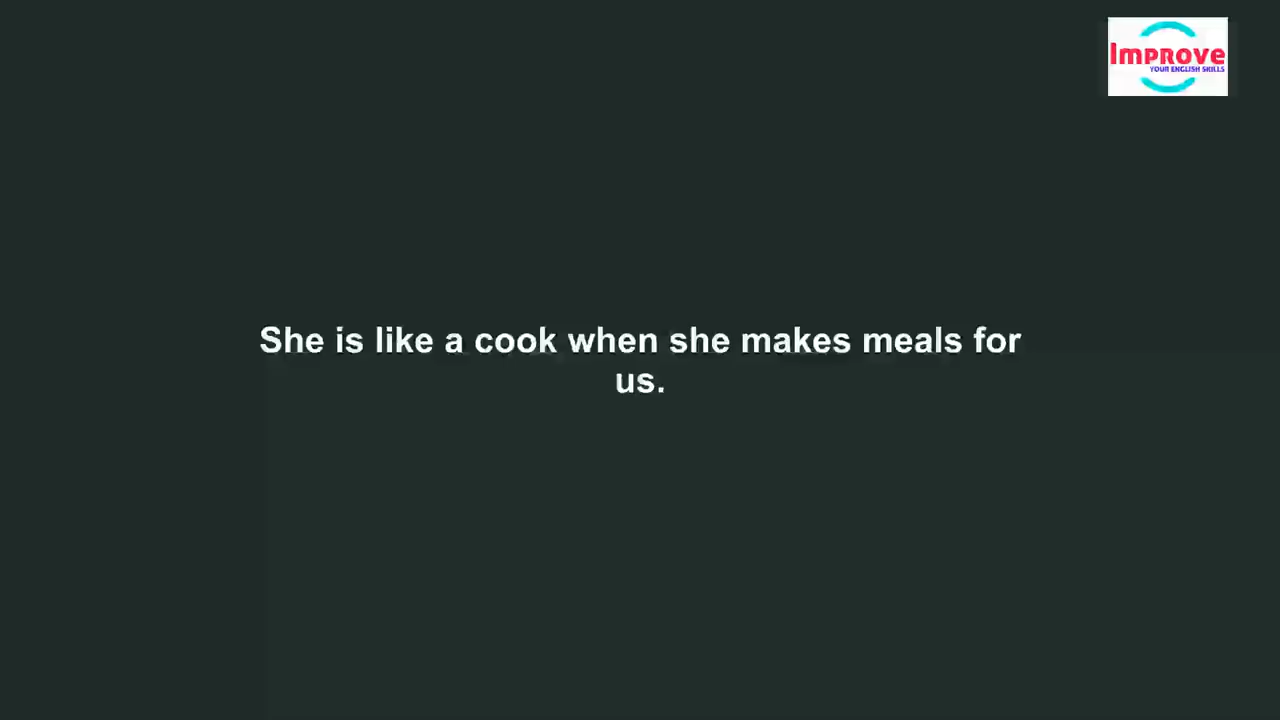 Improve
YOUR ENGLISH SKILLS
She is like a cook when she makes meals for
us.